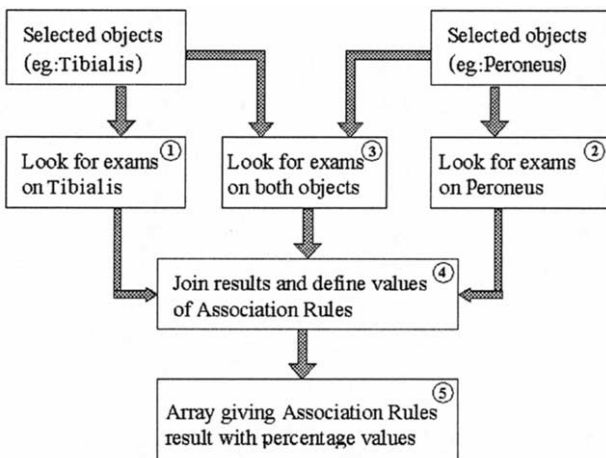 Selected objects
(eg:Tibialis)
Selected objects
(eg:Peroneus)
①
Look for exams
on Tibialis
③
Look for exams
on both objects
②
Look for exams
on Peroneus
④
Join results and define values
of Association Rules
⑤
Array giving Association Rules
result with percentage values